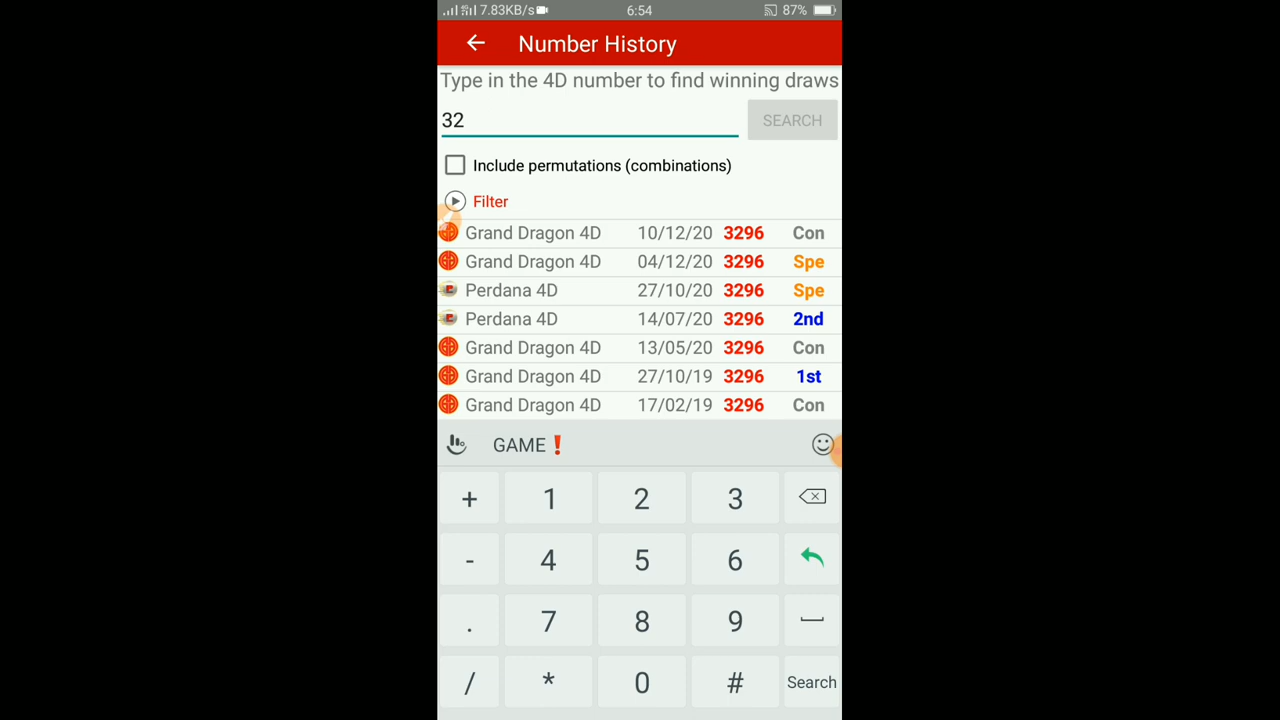 7.83KB/s 6:54 87%
Number History
Type in the 4D number to find winning draws
32 SEARCH
Include permutations (combinations)
Filter
Grand Dragon 4D 10/12/20 3296 Con
Grand Dragon 4D 04/12/20 3296 Spe
Perdana 4D 27/10/20 3296 Spe
Perdana 4D 14/07/20 3296 2nd
Grand Dragon 4D 13/05/20 3296 Con
Grand Dragon 4D 27/10/19 3296 1st
Grand Dragon 4D 17/02/19 3296 Con
GAME❗
+ 1 2 3
- 4 5 6
. 7 8 9
/ * 0 # Search